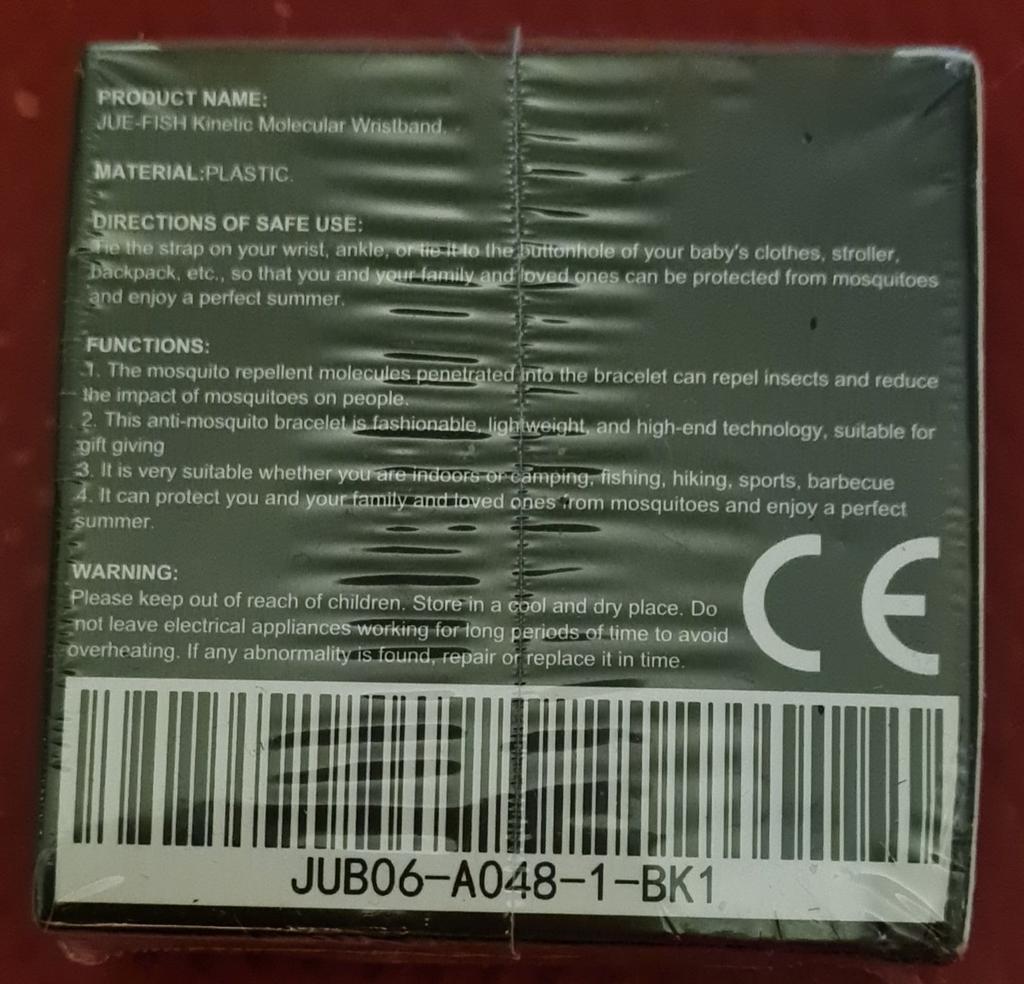 PRODUCT NAME:
JUE-FISH Kinetic Molecular Wristband.
MATERIAL:PLASTIC.
DIRECTIONS OF SAFE USE:
Tie the strap on your wrist, ankle, or tie it to the buttonhole of your baby's clothes, stroller,
backpack, etc., so that you and your family and loved ones can be protected from mosquitoes
and enjoy a perfect summer.
FUNCTIONS:
1. The mosquito repellent molecules penetrated into the bracelet can repel insects and reduce
the impact of mosquitoes on people.
2. This anti-mosquito bracelet is fashionable, lightweight, and high-end technology, suitable for
gift giving
3. It is very suitable whether you are indoors or camping, fishing, hiking, sports, barbecue
4. It can protect you and your family and loved ones from mosquitoes and enjoy a perfect
summer.
WARNING:
Please keep out of reach of children. Store in a cool and dry place. Do
not leave electrical appliances working for long periods of time to avoid
overheating. If any abnormality is found, repair or replace it in time.
CE
JUB06-A048-1-BK1